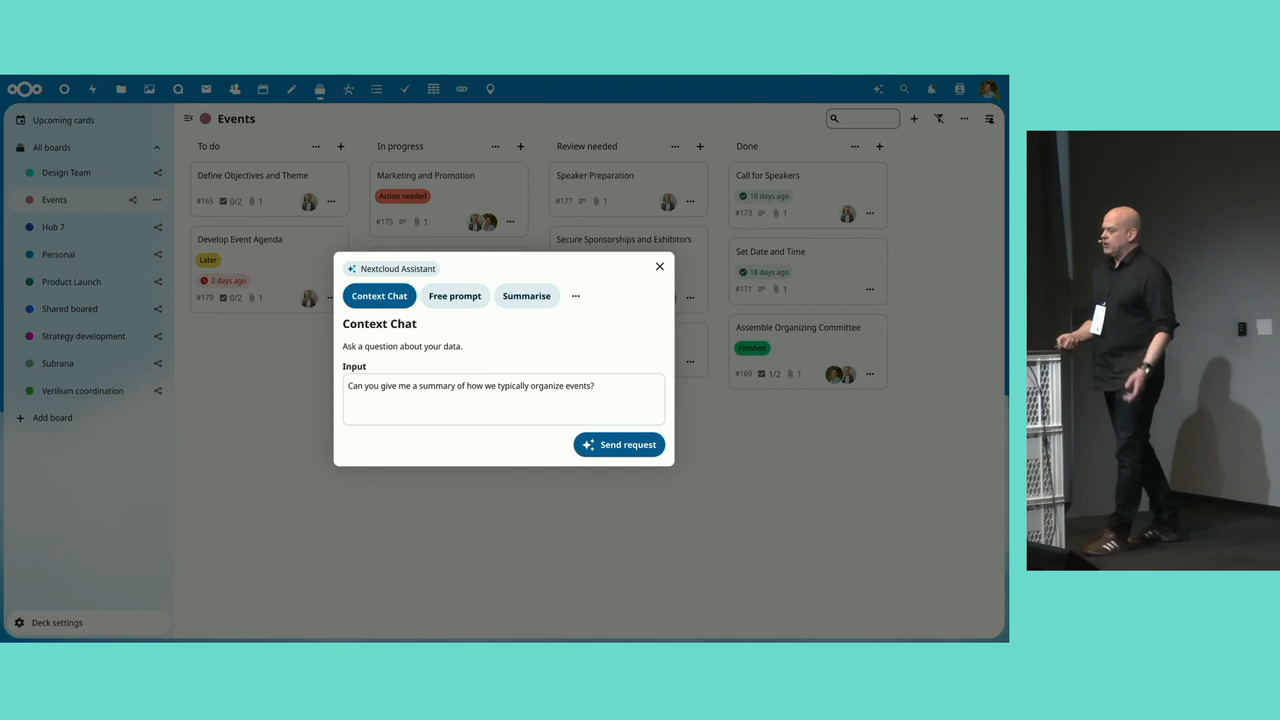 Events
Upcoming cards
All boards
Design Team
Events
Hub 7
Personal
Product Launch
Shared boared
Strategy development
Subrana
Verilium coordination
Add board
Deck settings
To do
Define Objectives and Theme
#165 0/2 1
Develop Event Agenda
Later
2 days ago
#179 0/2 1
In progress
Marketing and Promotion
Action needed
#175 1
Review needed
Speaker Preparation
#177 1
Secure Sponsorships and Exhibitors
Done
Call for Speakers
18 days ago
#173 1
Set Date and Time
18 days ago
#171 1
Assemble Organizing Committee
Finished
#169 1/2 1
Nextcloud Assistant
Context Chat Free prompt Summarise
Context Chat
Ask a question about your data.
Input
Can you give me a summary of how we typically organize events?
Send request